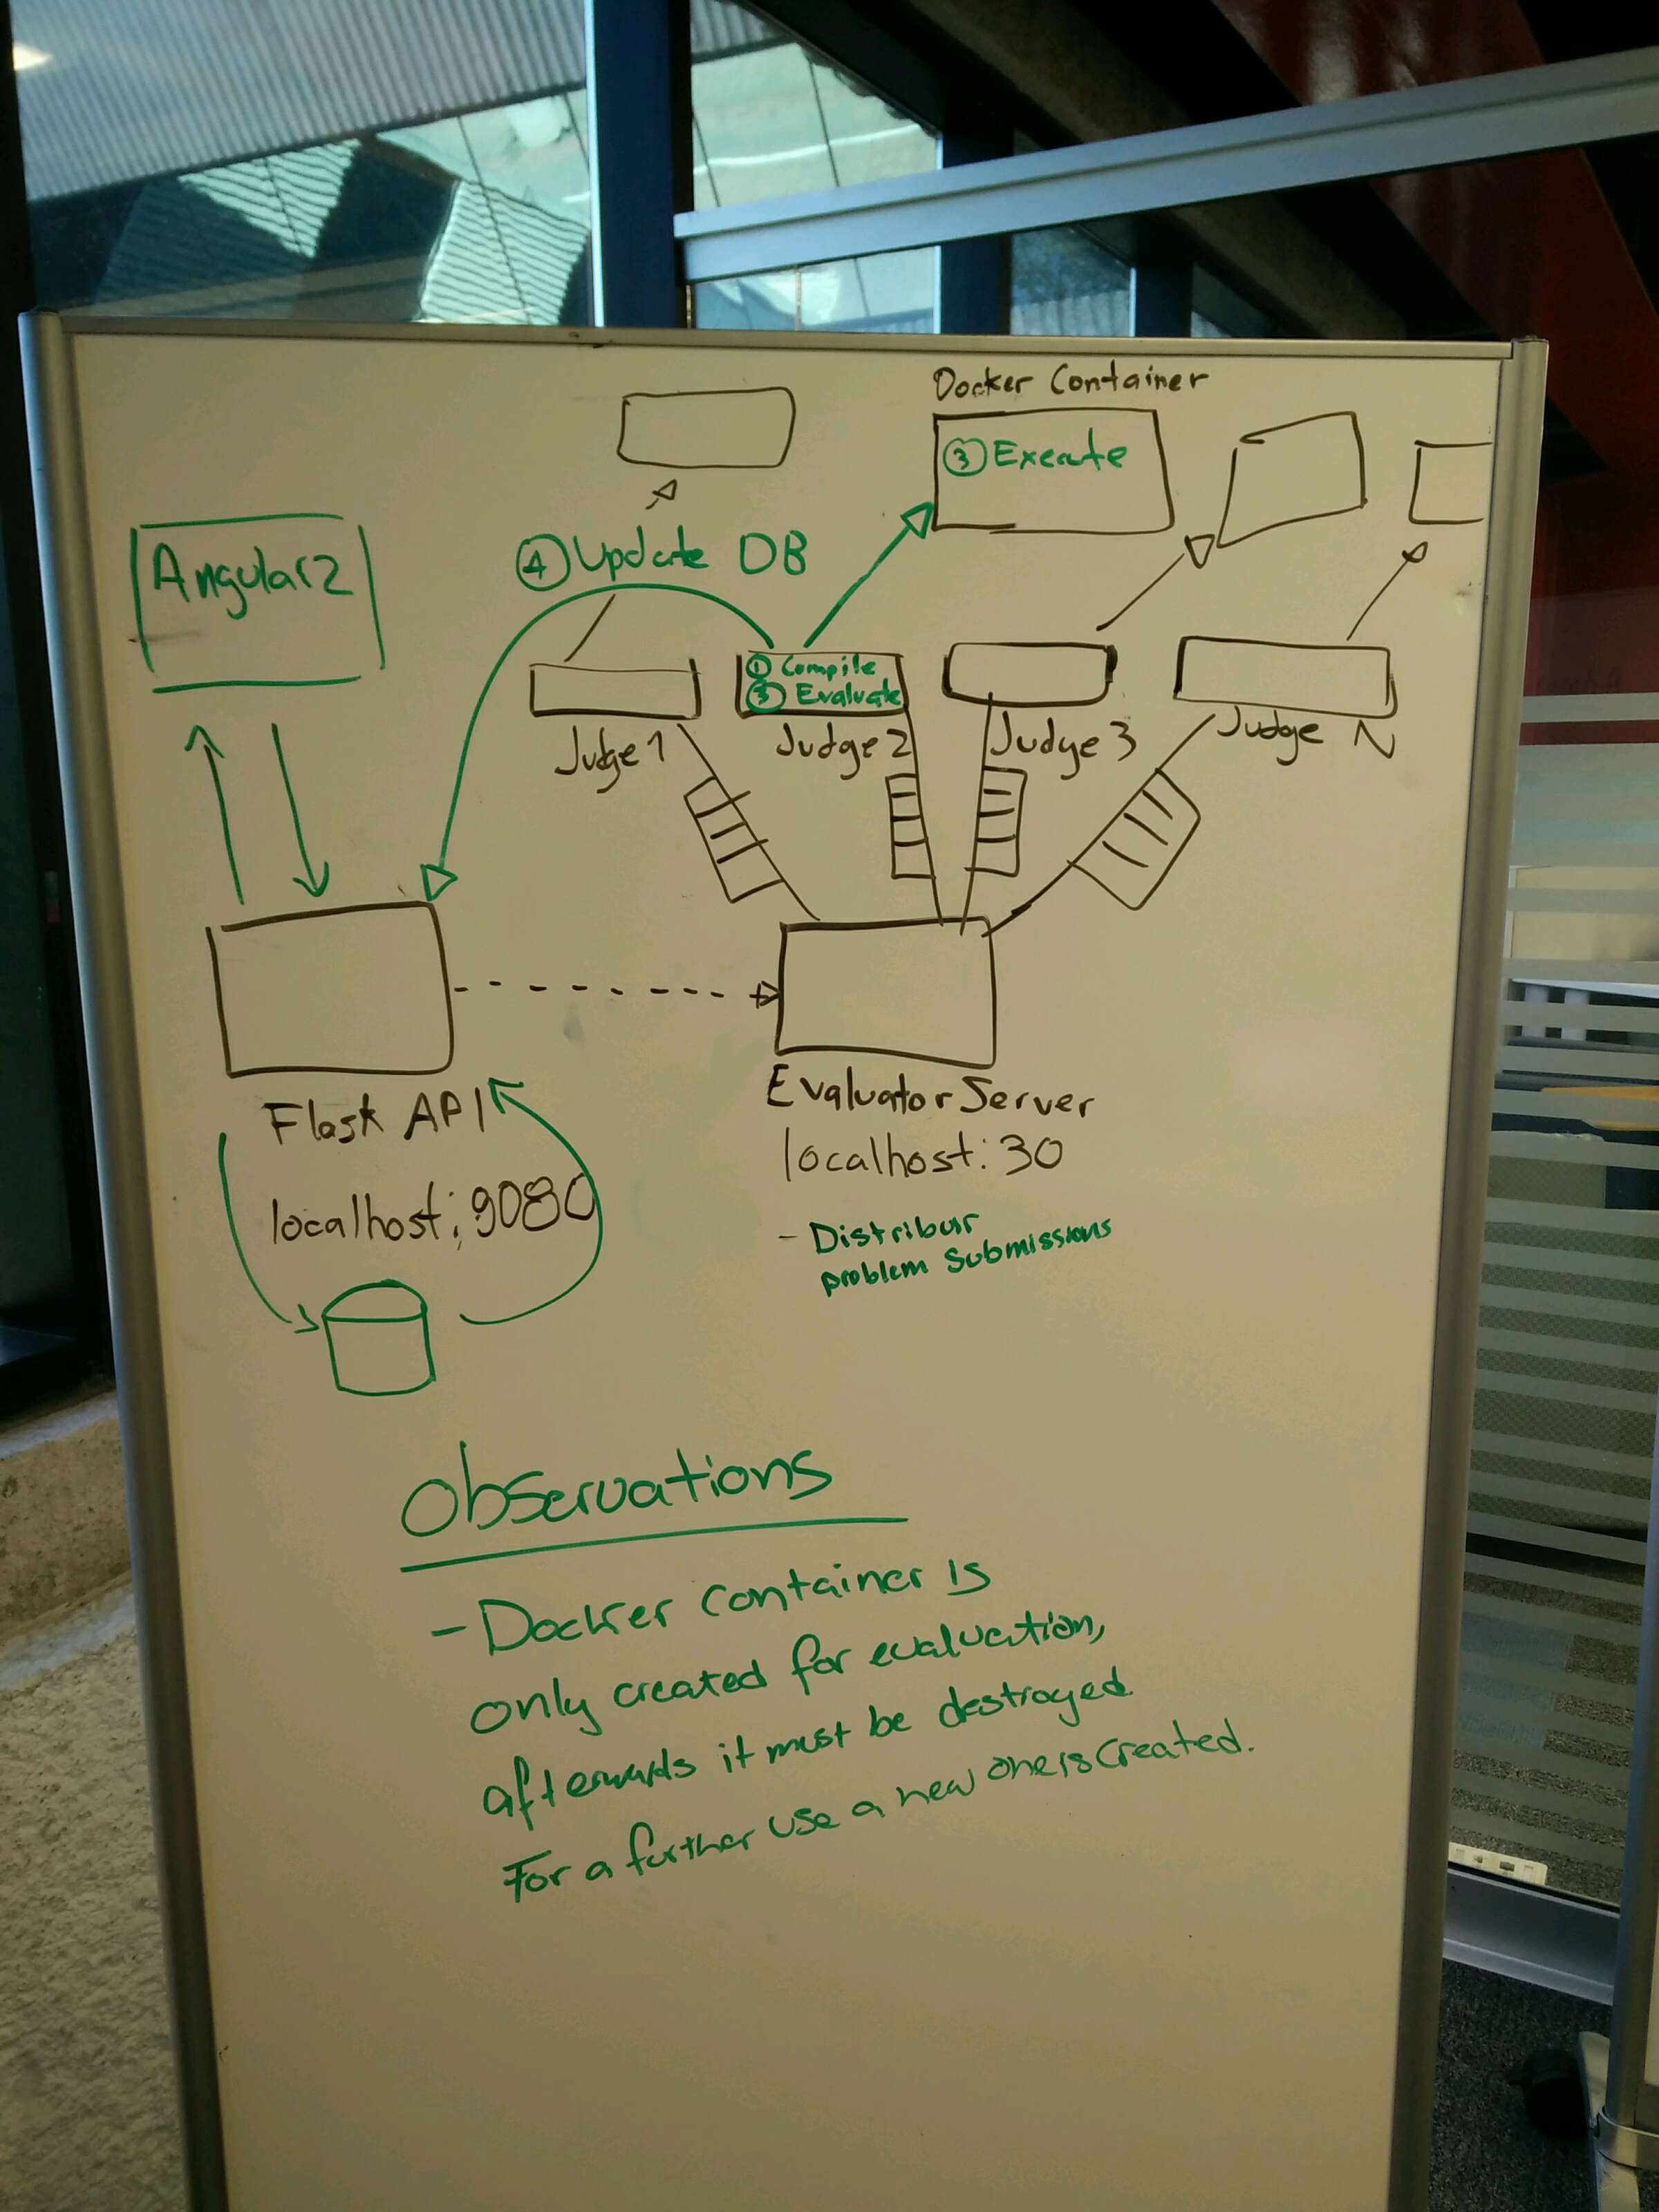 Docker Container
③ Execute
④ Update DB
Angular2
① Compile
③ Evaluate
Judge 1
Judge 2
Judge 3
Judge N
Flask API
localhost: 9080
Evaluator Server
localhost: 30
- Distribuir
problem Submissions
Observations
- Docker container is
only created for evaluation,
afterwards it must be destroyed.
For a further use a new one is created.